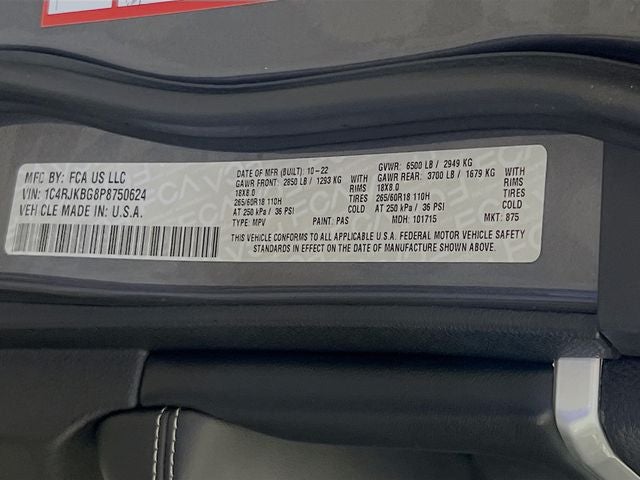 MFD BY: FCA US LLC
VIN: 1C4RJKBG8P8750624
VEHICLE MADE IN U.S.A.
DATE OF MFR (BUILT): 10-22
GAWR FRONT: 2850 LB / 1293 KG WITH
18X8.0 RIMS
265/60R18 110H TIRES
AT 250 kPa / 36 PSI COLD
TYPE: MPV PAINT: PAS
GVWR: 6500 LB / 2949 KG
GAWR REAR: 3700 LB / 1679 KG WITH
18X8.0 RIMS
265/60R18 110H TIRES
AT 250 kPa / 36 PSI COLD
MDH: 101715 MKT: 875
THIS VEHICLE CONFORMS TO ALL APPLICABLE U.S.A. FEDERAL MOTOR VEHICLE SAFETY
STANDARDS IN EFFECT ON THE DATE OF MANUFACTURE SHOWN ABOVE.